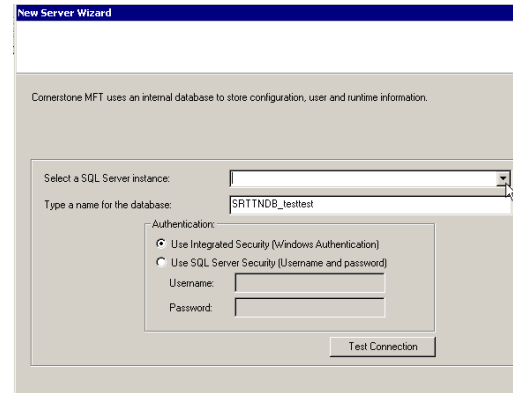 New Server Wizard
Cornerstone MFT uses an internal database to store configuration, user and runtime information.
Select a SQL Server instance:
Type a name for the database:
SRTTNDB_testtest
Authentication:
Use Integrated Security (Windows Authentication)
Use SQL Server Security (Username and password)
Username:
Password:
Test Connection